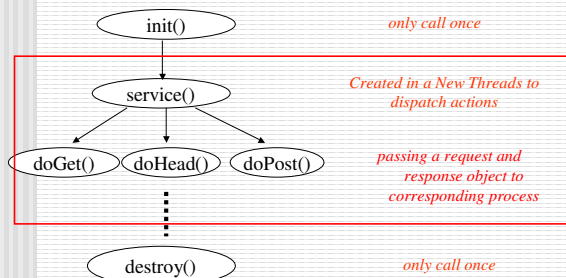 init()
only call once
service()
Created in a New Threads to
dispatch actions
doGet()
doHead()
doPost()
passing a request and
response object to
corresponding process
destroy()
only call once